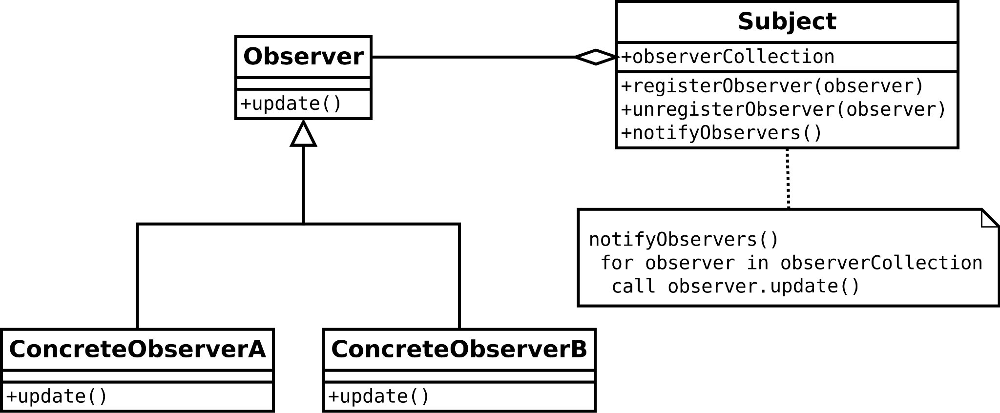 Subject
+observerCollection
+registerObserver(observer)
+unregisterObserver(observer)
+notifyObservers()
Observer
+update()
notifyObservers()
for observer in observerCollection
call observer.update()
ConcreteObserverA
+update()
ConcreteObserverB
+update()